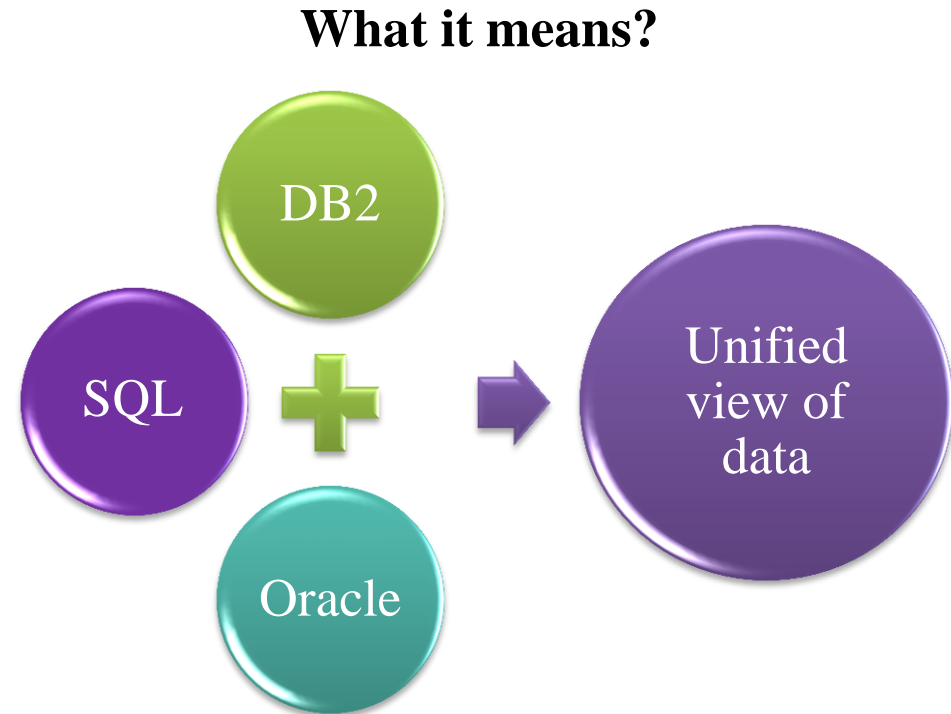 What it means?
DB2
SQL
Oracle
Unified
view of
data